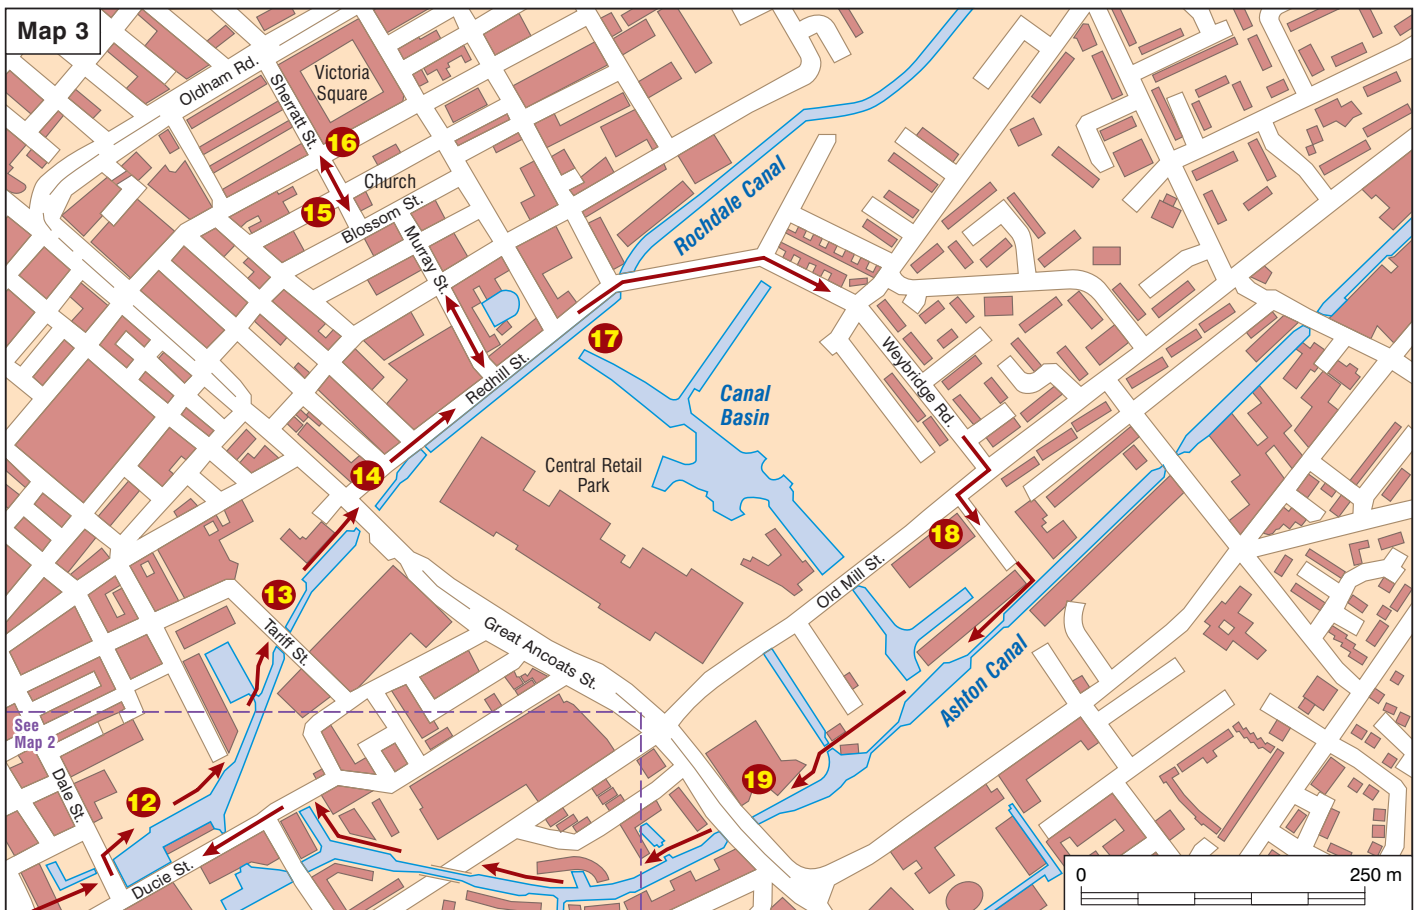 Map 3
Oldham Rd.
Sherratt St.
Victoria
Square
16
Church
15
Blossom St.
Murray St.
Rochdale Canal
17
Redhill St.
Weybridge Rd.
Canal
Basin
Central Retail
Park
14
18
13
Old Mill St.
Tariff St.
Great Ancoats St.
Ashton Canal
See
Map 2
Dale St.
12
19
Ducie St.
0
250 m